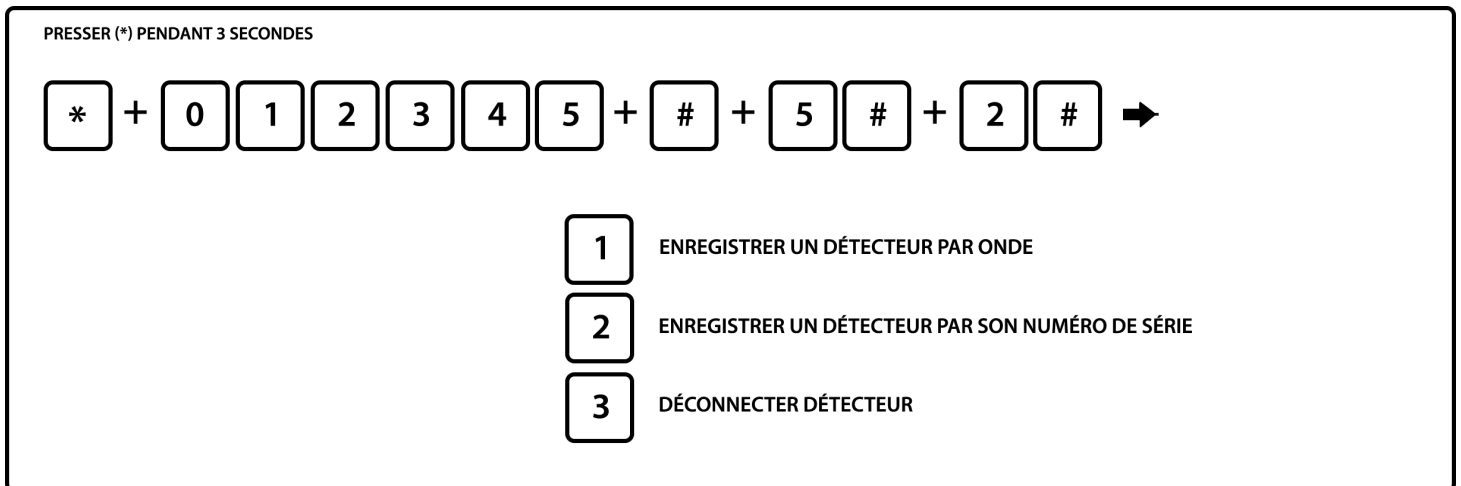 PRESSER (*) PENDANT 3 SECONDES
* + 0 1 2 3 4 5 + # + 5 # + 2 #
1 ENREGISTRER UN DÉTECTEUR PAR ONDE
2 ENREGISTRER UN DÉTECTEUR PAR SON NUMÉRO DE SÉRIE
3 DÉCONNECTER DÉTECTEUR